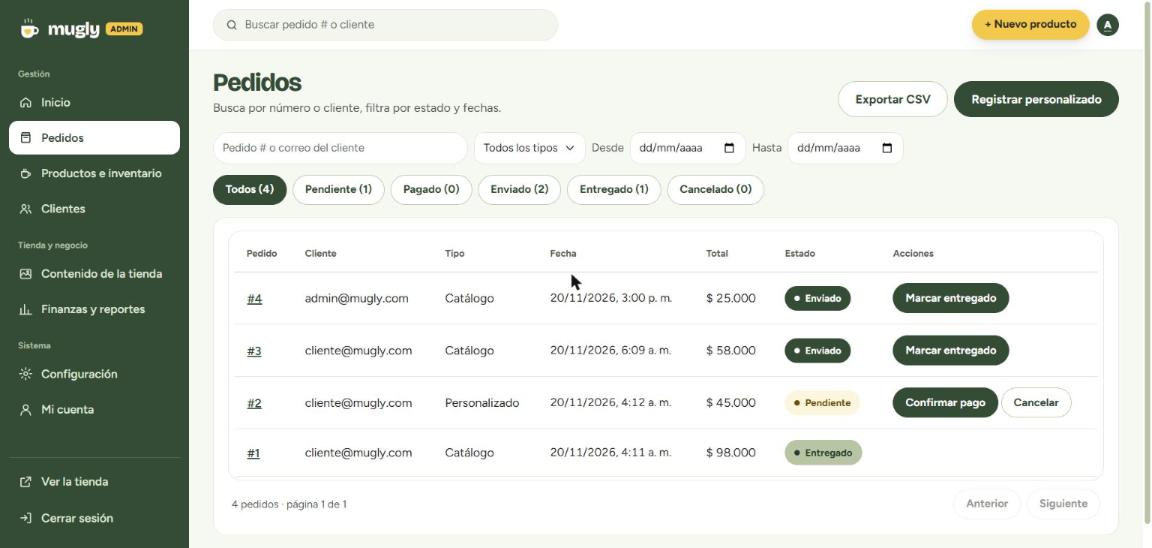 mugly ADMIN
Gestión
Inicio
Pedidos
Productos e inventario
Clientes
Tienda y negocio
Contenido de la tienda
Finanzas y reportes
Sistema
Configuración
Mi cuenta
Ver la tienda
Cerrar sesión
Buscar pedido # o cliente
+ Nuevo producto
A
Pedidos
Busca por número o cliente, filtra por estado y fechas.
Exportar CSV
Registrar personalizado
Pedido # o correo del cliente
Todos los tipos
Desde
dd/mm/aaaa
Hasta
dd/mm/aaaa
Todos (4)
Pendiente (1)
Pagado (0)
Enviado (2)
Entregado (1)
Cancelado (0)
Pedido Cliente Tipo Fecha Total Estado Acciones
#4 admin@mugly.com Catálogo 20/11/2026, 3:00 p. m. $ 25.000 Enviado Marcar entregado
#3 cliente@mugly.com Catálogo 20/11/2026, 6:09 a. m. $ 58.000 Enviado Marcar entregado
#2 cliente@mugly.com Personalizado 20/11/2026, 4:12 a. m. $ 45.000 Pendiente Confirmar pago Cancelar
#1 cliente@mugly.com Catálogo 20/11/2026, 4:11 a. m. $ 98.000 Entregado
4 pedidos · página 1 de 1
Anterior
Siguiente